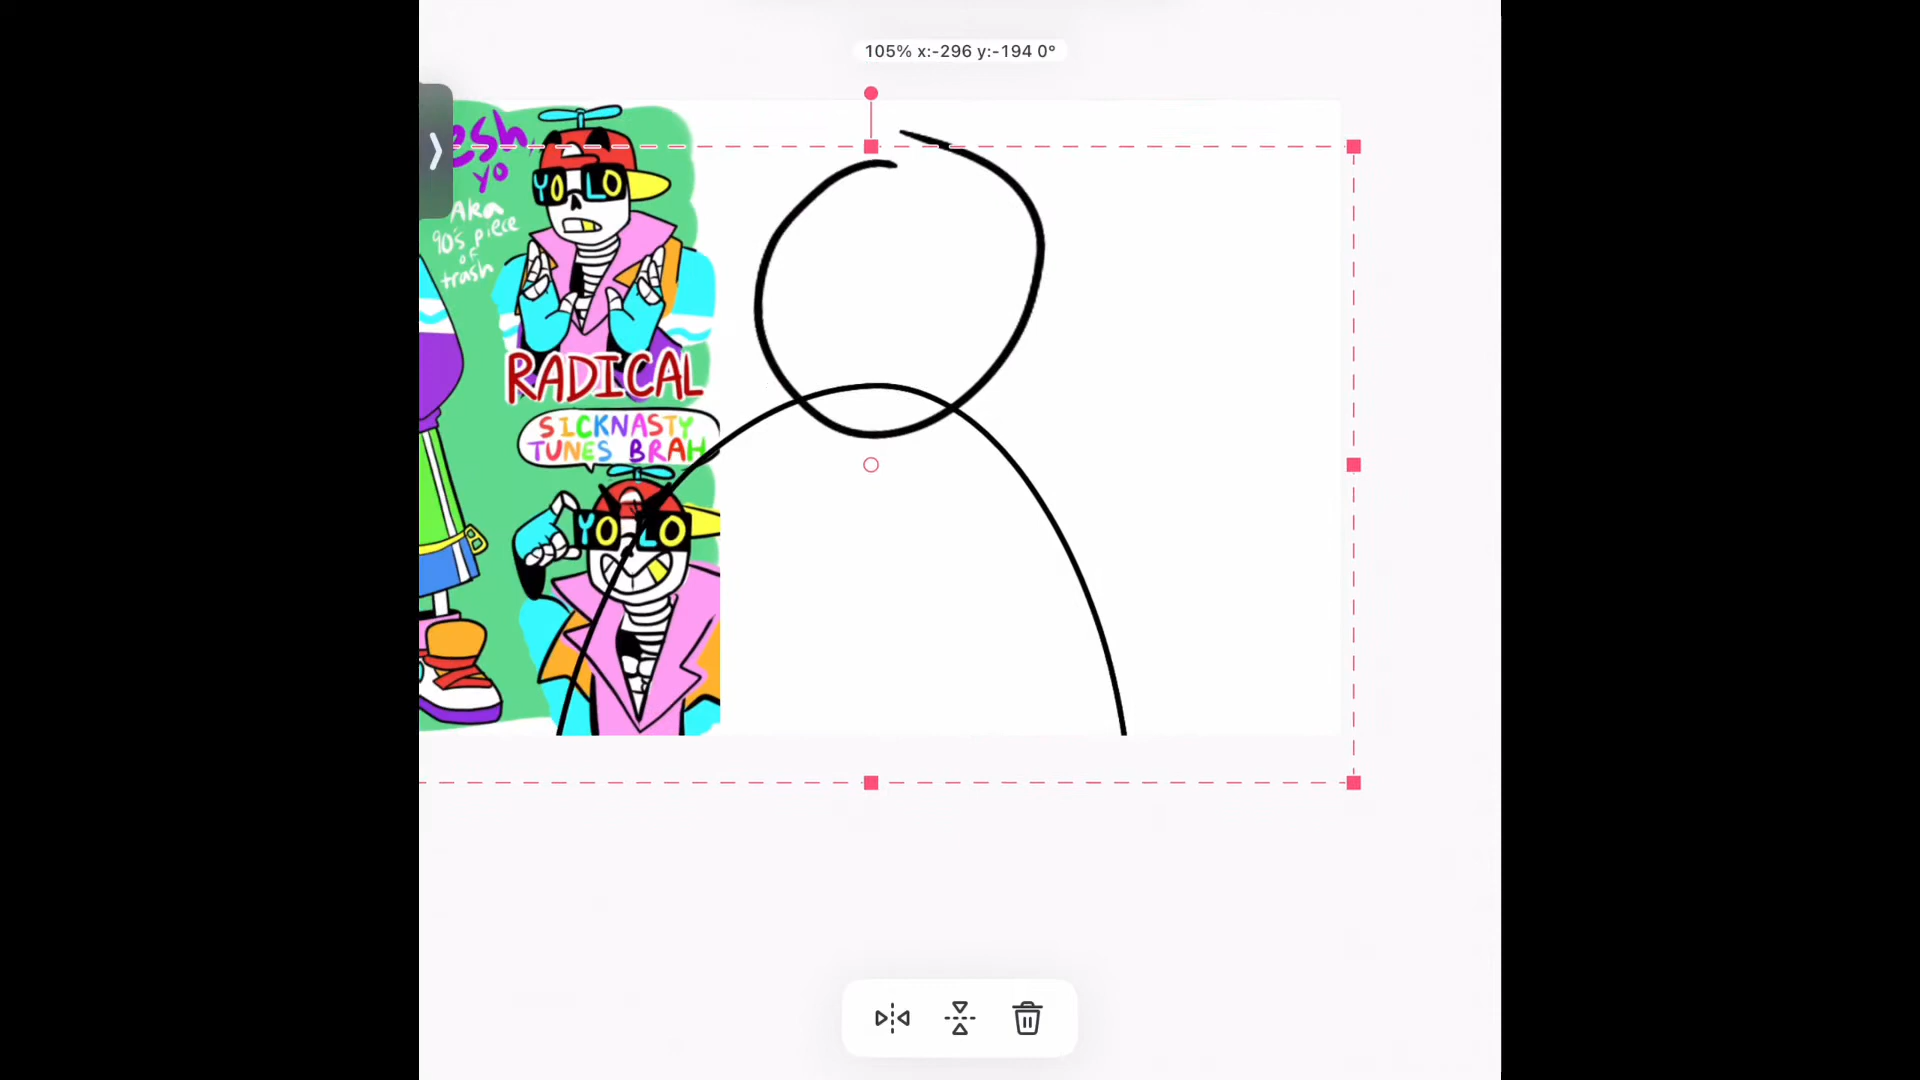 105% x:-296 y:-194 0°
esh
yo
Aka
90's piece
of
trash
YOLO
RADICAL
SICKNASTY
TUNES BRAH
YOLO